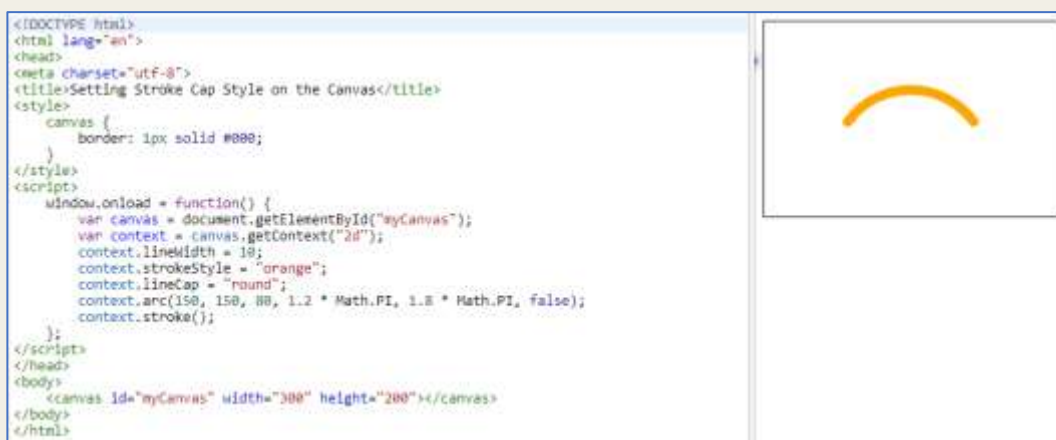 <!DOCTYPE html>
<html lang="en">
<head>
<meta charset="utf-8">
<title>Setting Stroke Cap Style on the Canvas</title>
<style>
canvas {
border: 1px solid #000;
}
</style>
<script>
window.onload = function() {
var canvas = document.getElementById("myCanvas");
var context = canvas.getContext("2d");
context.lineWidth = 10;
context.strokeStyle = "orange";
context.lineCap = "round";
context.arc(150, 150, 80, 1.2 * Math.PI, 1.8 * Math.PI, false);
context.stroke();
};
</script>
</head>
<body>
<canvas id="myCanvas" width="300" height="200"></canvas>
</body>
</html>